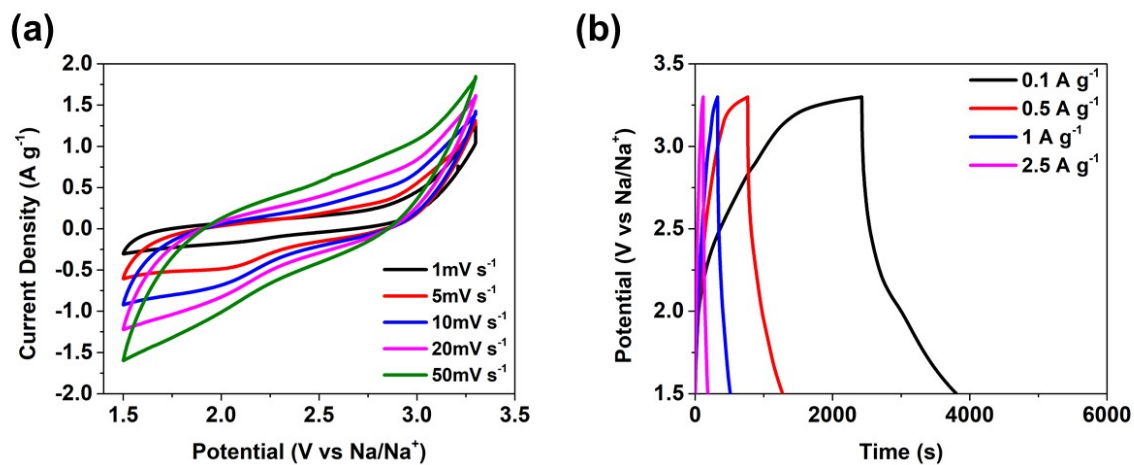 (a)
Current Density (A g⁻¹)
2.0
1.5
1.0
0.5
0.0
-0.5
-1.0
-1.5
-2.0
1mV s⁻¹
5mV s⁻¹
10mV s⁻¹
20mV s⁻¹
50mV s⁻¹
1.5 2.0 2.5 3.0 3.5
Potential (V vs Na/Na⁺)
(b)
Potential (V vs Na/Na⁺)
3.5
3.0
2.5
2.0
1.5
0.1 A g⁻¹
0.5 A g⁻¹
1 A g⁻¹
2.5 A g⁻¹
0 2000 4000 6000
Time (s)